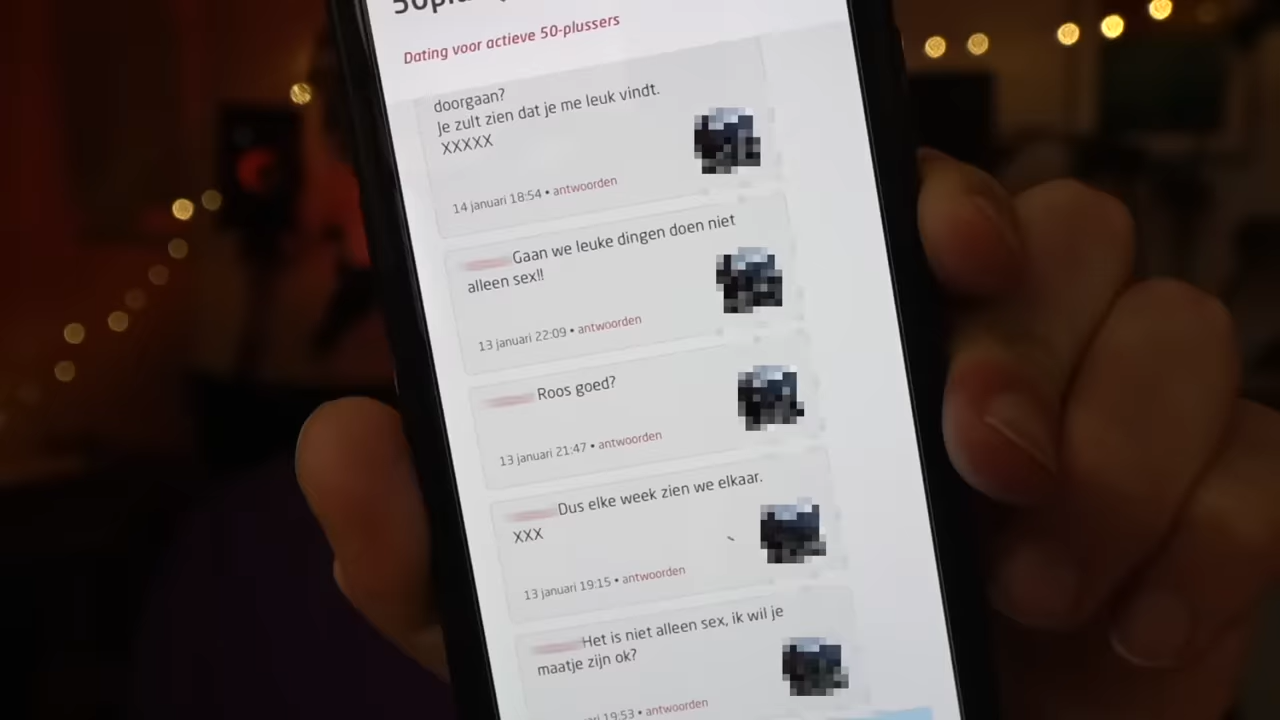 Dating voor actieve 50-plussers
doorgaan?
Je zult zien dat je me leuk vindt.
XXXXX
14 januari 18:54 • antwoorden
Gaan we leuke dingen doen niet
alleen sex!!
13 januari 22:09 • antwoorden
Roos goed?
13 januari 21:47 • antwoorden
Dus elke week zien we elkaar.
XXX
13 januari 19:15 • antwoorden
Het is niet alleen sex, ik wil je
maatje zijn ok?
19:53 • antwoorden